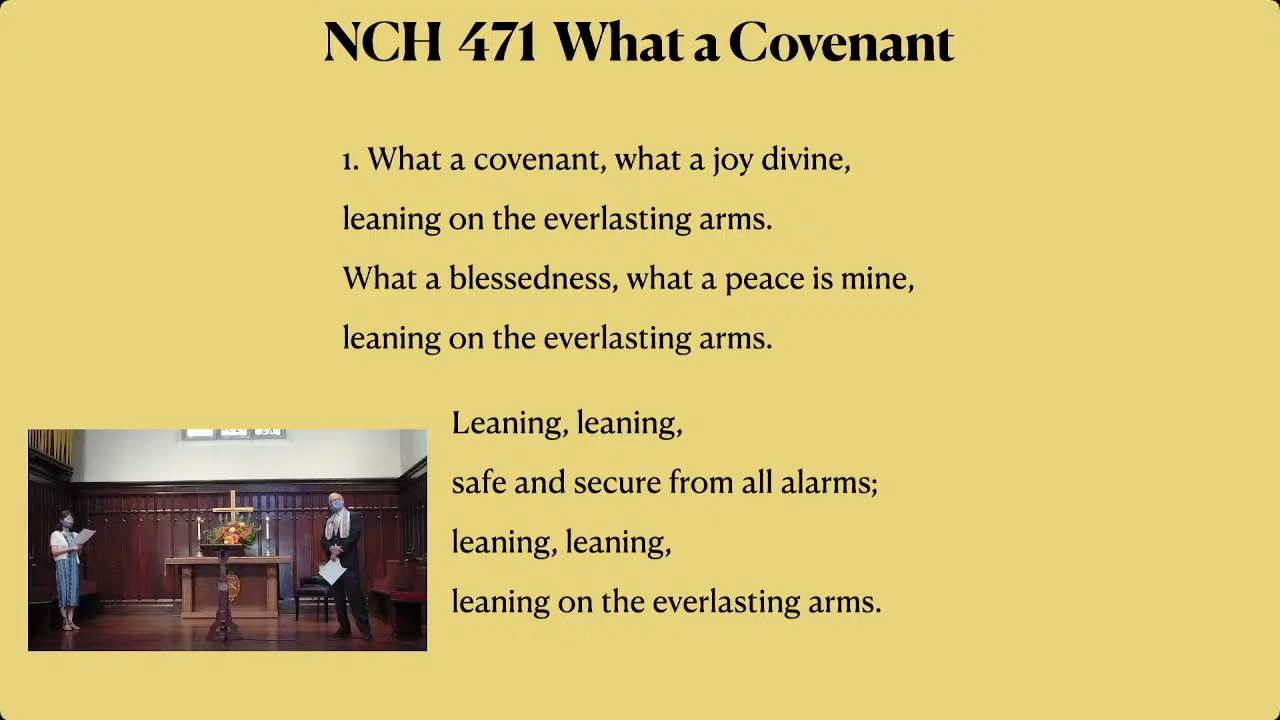 NCH 471 What a Covenant
1. What a covenant, what a joy divine,
leaning on the everlasting arms.
What a blessedness, what a peace is mine,
leaning on the everlasting arms.
Leaning, leaning,
safe and secure from all alarms;
leaning, leaning,
leaning on the everlasting arms.